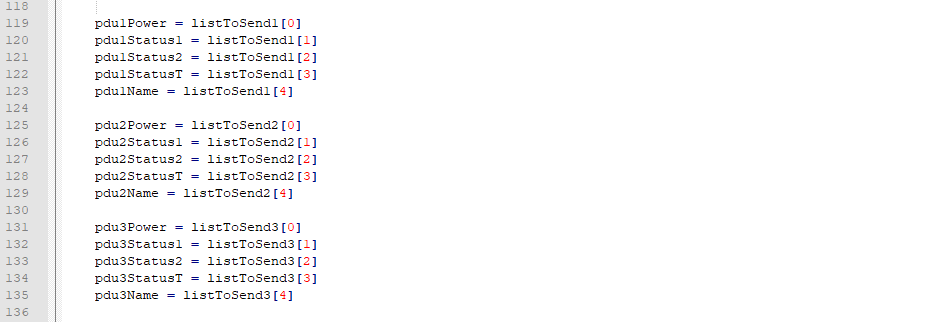 118
119 pdu1Power = listToSend1[0]
120 pdu1Status1 = listToSend1[1]
121 pdu1Status2 = listToSend1[2]
122 pdu1StatusT = listToSend1[3]
123 pdu1Name = listToSend1[4]
124
125 pdu2Power = listToSend2[0]
126 pdu2Status1 = listToSend2[1]
127 pdu2Status2 = listToSend2[2]
128 pdu2StatusT = listToSend2[3]
129 pdu2Name = listToSend2[4]
130
131 pdu3Power = listToSend3[0]
132 pdu3Status1 = listToSend3[1]
133 pdu3Status2 = listToSend3[2]
134 pdu3StatusT = listToSend3[3]
135 pdu3Name = listToSend3[4]
136